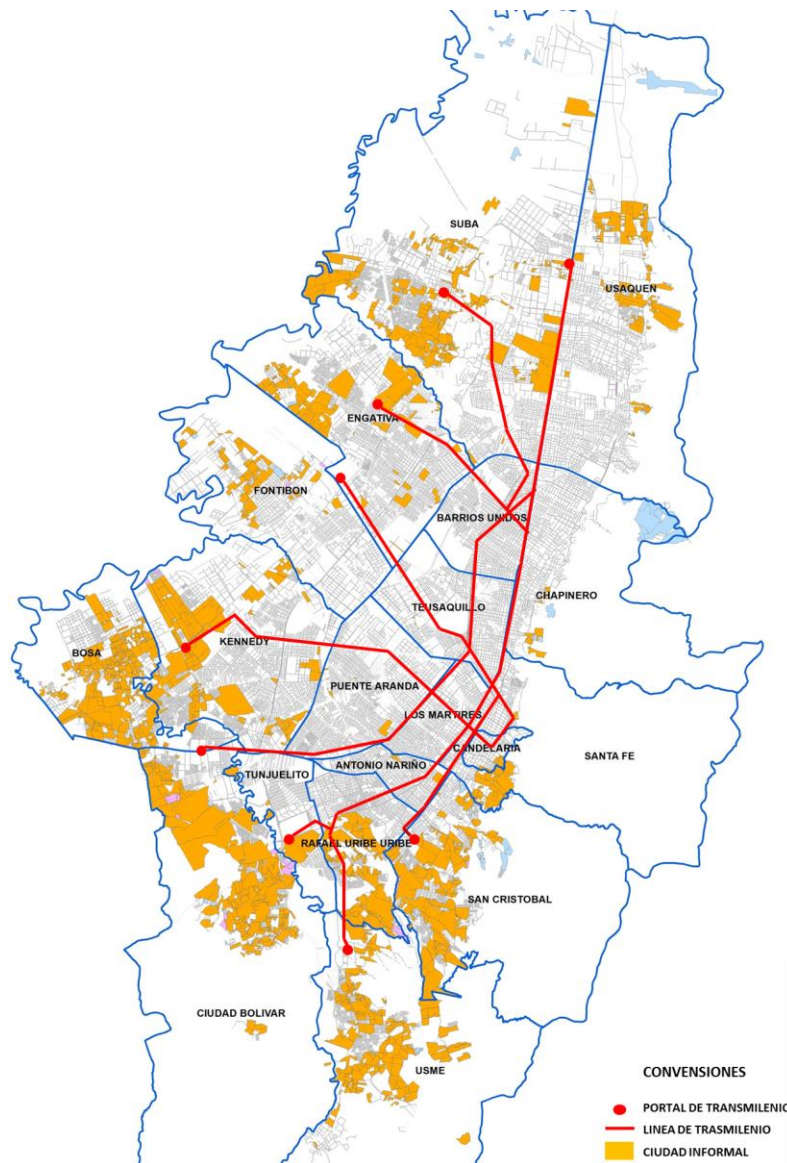 SUBA
USAQUEN
ENGATIVA
FONTIBON
BARRIOS UNIDOS
CHAPINERO
TEUSAQUILLO
BOSA
KENNEDY
PUENTE ARANDA
LOS MARTIRES
CANDELARIA
SANTA FE
ANTONIO NARIÑO
TUNJUELITO
RAFAEL URIBE URIBE
SAN CRISTOBAL
CIUDAD BOLIVAR
USME
CONVENSIONES
PORTAL DE TRANSMILENIO
LINEA DE TRASMILENIO
CIUDAD INFORMAL